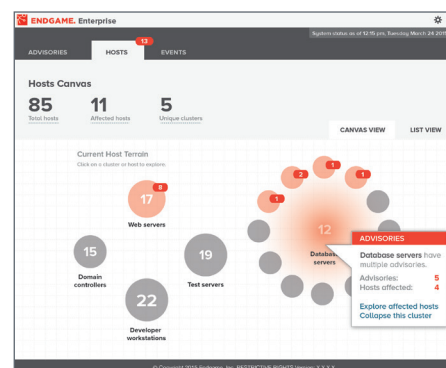 ENDGAME. Enterprise
System status as of 12:15 pm, Tuesday March 24 201
ADVISORIES
HOSTS
13
EVENTS
Hosts Canvas
85
Total hosts
11
Affected hosts
5
Unique clusters
CANVAS VIEW
LIST VIEW
Current Host Terrain
Click on a cluster or host to explore.
17
8
Web servers
15
Domain
controllers
19
Test servers
22
Developer
workstations
1
2
1
1
12
Database
servers
ADVISORIES
Database servers have
multiple advisories.
Advisories: 5
Hosts affected: 4
Explore affected hosts
Collapse this cluster
© Copyright 2015 Endgame, Inc. RESTRICTIVE RIGHTS Version: X.X.X.X